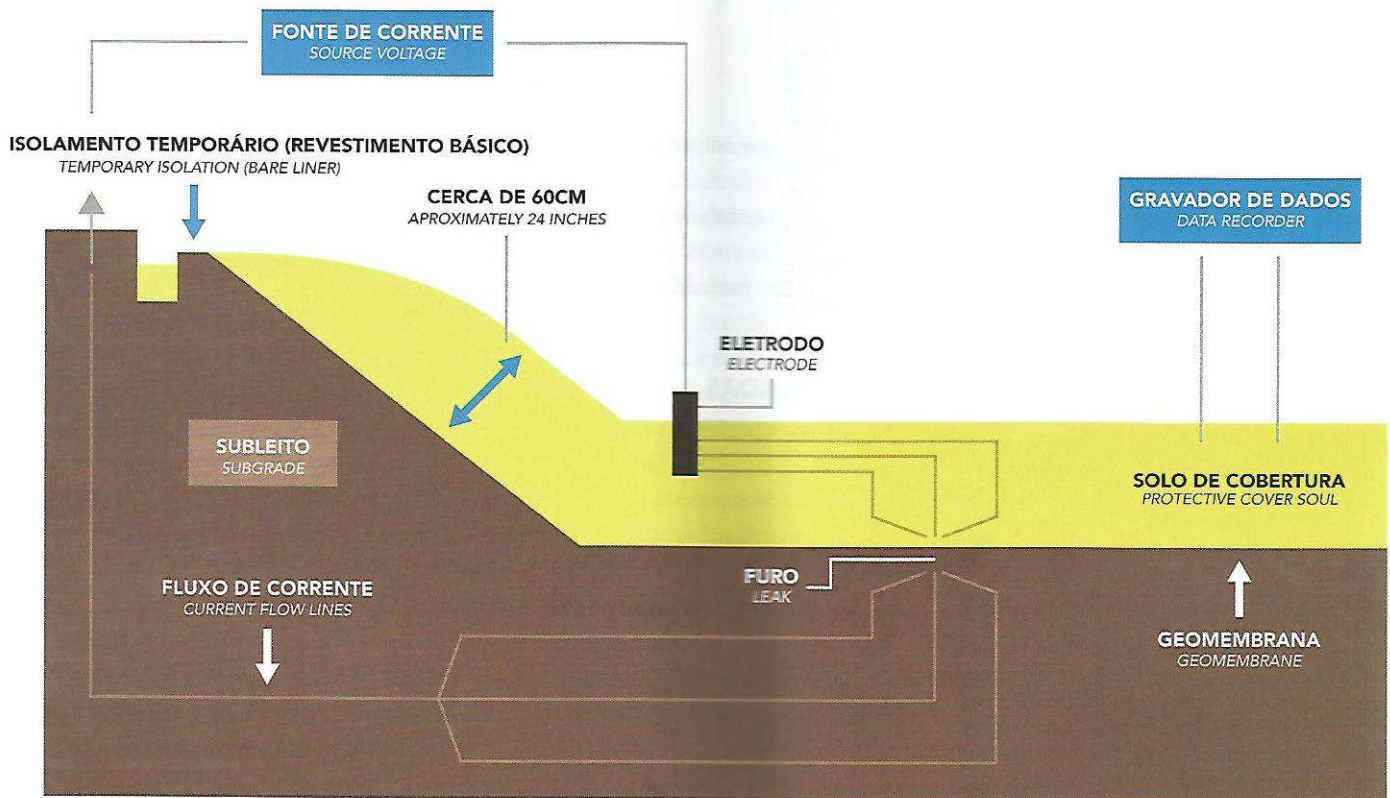 FONTE DE CORRENTE
SOURCE VOLTAGE
ISOLAMENTO TEMPORÁRIO (REVESTIMENTO BÁSICO)
TEMPORARY ISOLATION (BARE LINER)
CERCA DE 60CM
APROXIMATELY 24 INCHES
GRAVADOR DE DADOS
DATA RECORDER
ELETRODO
ELECTRODE
SUBLEITO
SUBGRADE
SOLO DE COBERTURA
PROTECTIVE COVER SOUL
FURO
LEAK
FLUXO DE CORRENTE
CURRENT FLOW LINES
GEOMEMBRANA
GEOMEMBRANE